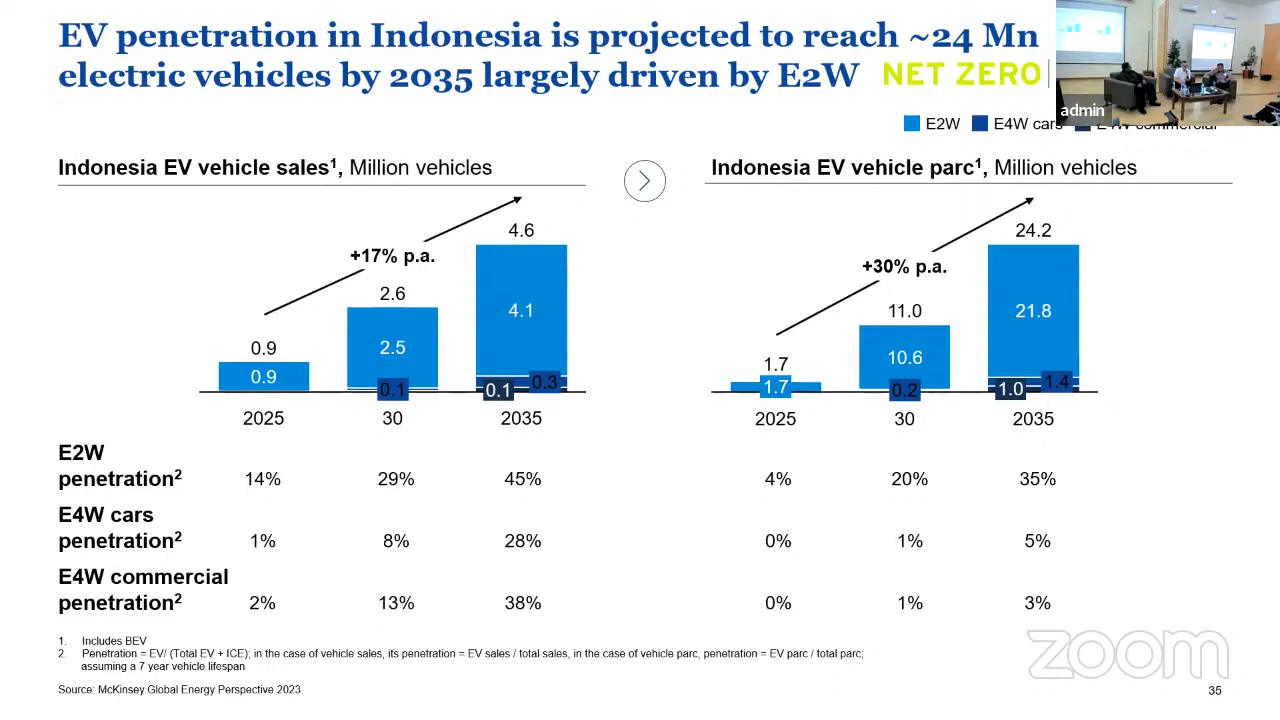 EV penetration in Indonesia is projected to reach ~24 Mn
electric vehicles by 2035 largely driven by E2W
NET ZERO
admin
E2W E4W cars
Indonesia EV vehicle sales¹, Million vehicles
+17% p.a.
0.9
0.9
2.6
2.5
0.1
4.6
4.1
0.1
0.3
2025 30 2035
Indonesia EV vehicle parc¹, Million vehicles
+30% p.a.
1.7
1.7
11.0
10.6
0.2
24.2
21.8
1.0
1.4
2025 30 2035
E2W
penetration² 14% 29% 45% 4% 20% 35%
E4W cars
penetration² 1% 8% 28% 0% 1% 5%
E4W commercial
penetration² 2% 13% 38% 0% 1% 3%
1. Includes BEV
2. Penetration = EV/ (Total EV + ICE); in the case of vehicle sales, its penetration = EV sales / total sales, in the case of vehicle parc, penetration = EV parc / total parc;
assuming a 7 year vehicle lifespan
Source: McKinsey Global Energy Perspective 2023
zoom
35